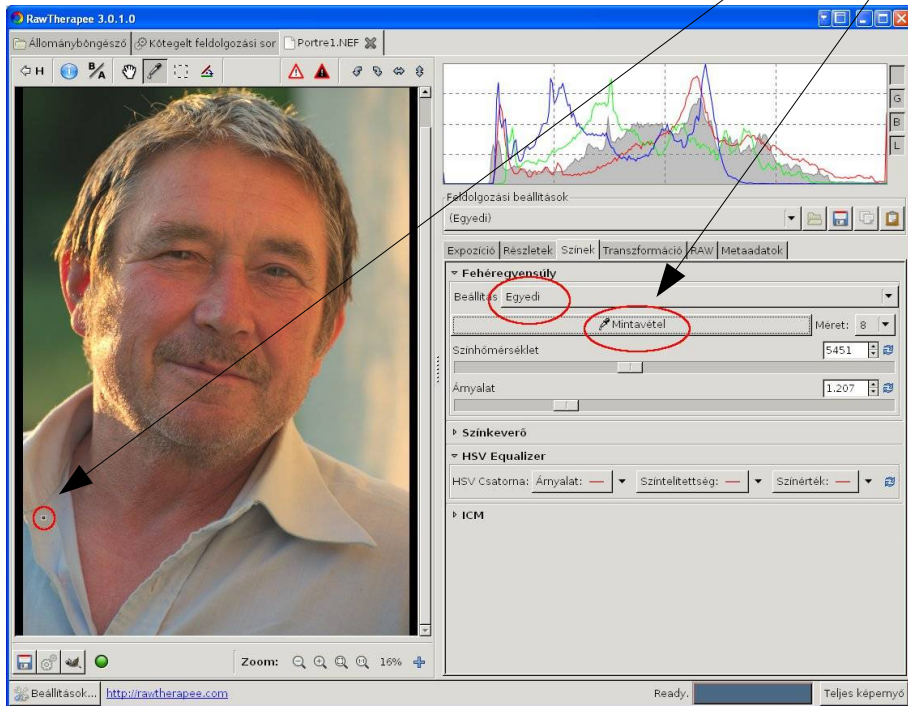 RawTherapee 3.0.1.0
Állományböngésző Kötegelt feldolgozási sor Portre1.NEF
H B/A
G
B
L
Feldolgozási beállítások
(Egyedi)
Expozíció Részletek Színek Transzformáció RAW Metaadatok
Fehéregyensúly
Beállítás Egyedi
Mintavétel Méret: 8
Színhőmérséklet 5451
Árnyalat 1.207
Színkeverő
HSV Equalizer
HSV Csatorna: Árnyalat: Színtelítettség: Színérték:
ICM
Zoom: 16%
Beállítások... http://rawtherapee.com Ready. Teljes képernyő